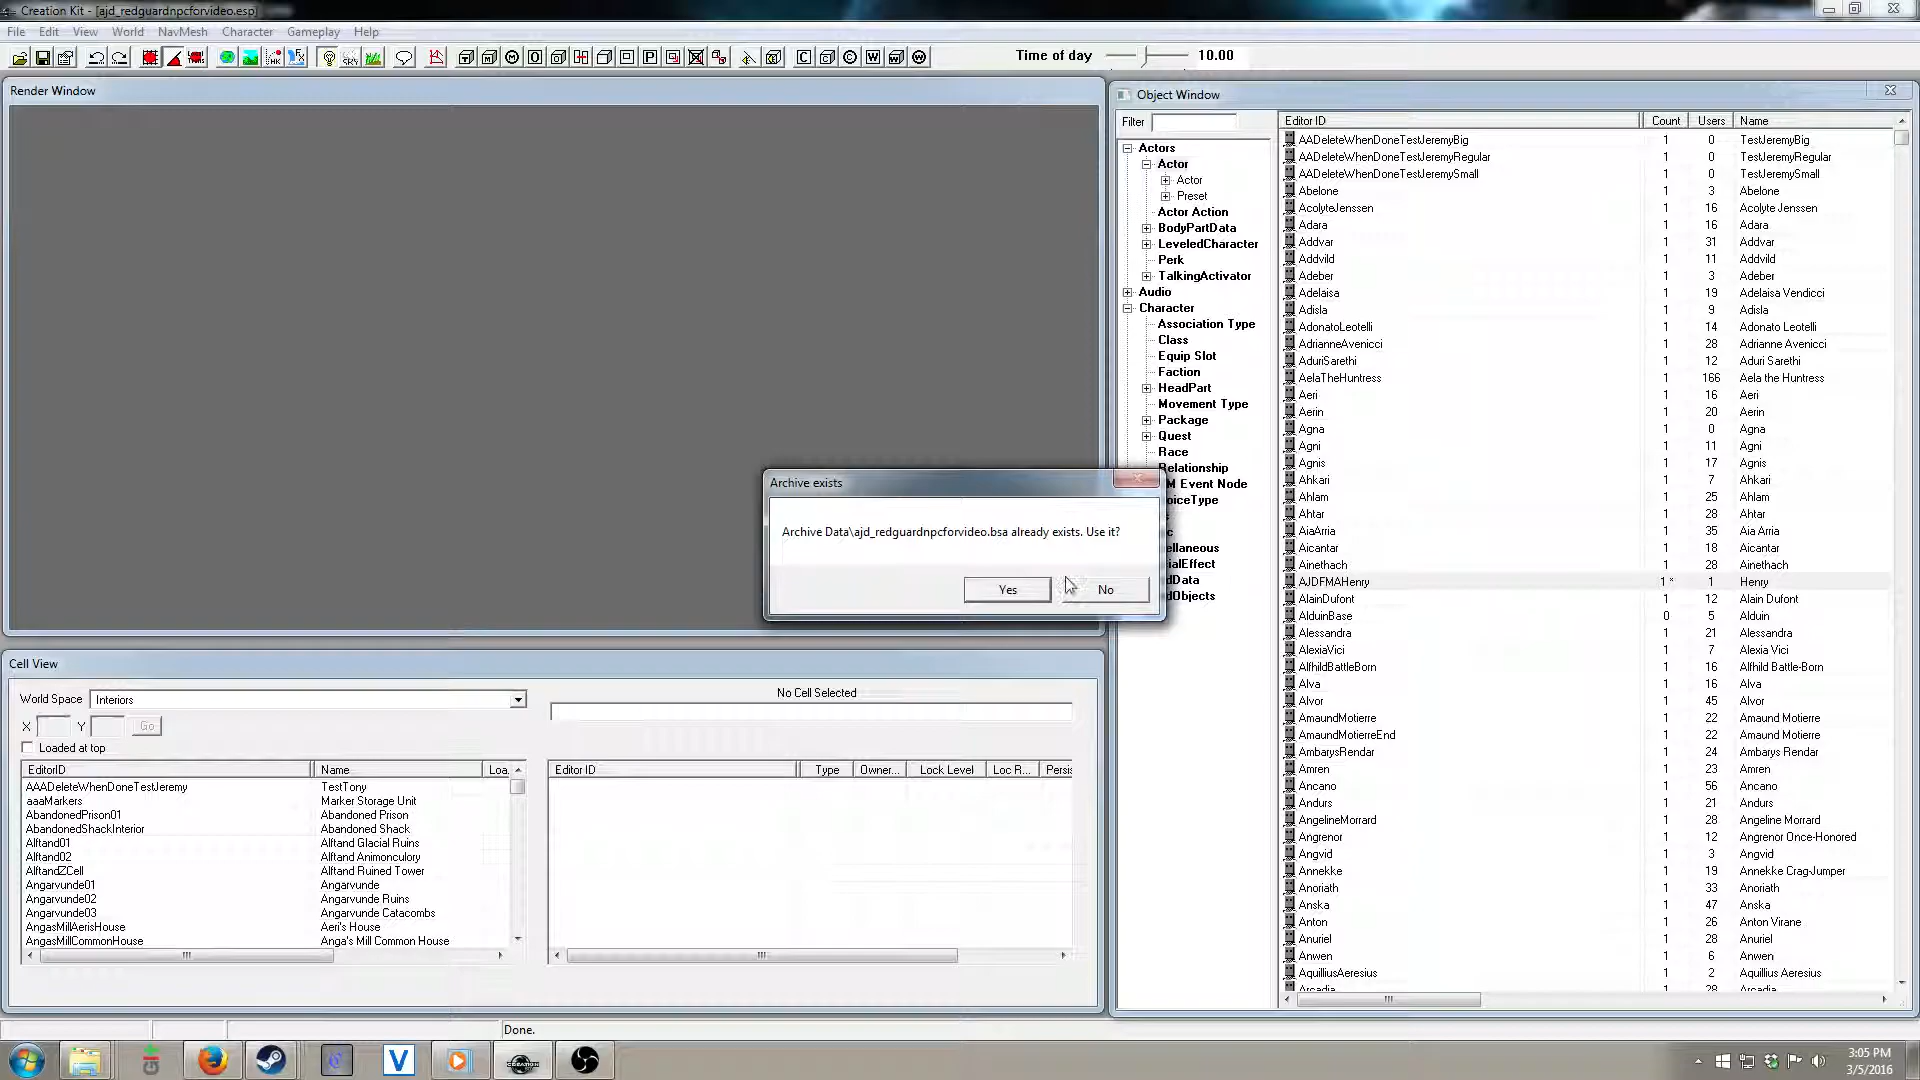 Creation Kit - [ajd_redguardnpcforvideo.esp]
File Edit View World NavMesh Character Gameplay Help
Time of day 10.00
Render Window
Archive exists
Archive Data\ajd_redguardnpcforvideo.bsa already exists. Use it?
Yes No
Cell View
World Space Interiors
No Cell Selected
X Y Go
Loaded at top
EditorID Name Loa.
AAADeleteWhenDoneTestJeremy TestTony
aaaMarkers Marker Storage Unit
AbandonedPrison01 Abandoned Prison
AbandonedShackInterior Abandoned Shack
Alftand01 Alftand Glacial Ruins
Alftand02 Alftand Animonculory
AlftandZCell Alftand Ruined Tower
Angarvunde01 Angarvunde
Angarvunde02 Angarvunde Ruins
Angarvunde03 Angarvunde Catacombs
AngasMillAerisHouse Aeri's House
AngasMillCommonHouse Anga's Mill Common House
Editor ID Type Owner... Lock Level Loc R... Persis
Object Window
Filter
Actors
Actor
Actor
Preset
Actor Action
BodyPartData
LeveledCharacter
Perk
TalkingActivator
Audio
Character
Association Type
Class
Equip Slot
Faction
HeadPart
Movement Type
Package
Quest
Race
Relationship
M Event Node
oiceType
c
ellaneous
ialEffect
dData
dObjects
Editor ID Count Users Name
AADeleteWhenDoneTestJeremyBig 1 0 TestJeremyBig
AADeleteWhenDoneTestJeremyRegular 1 0 TestJeremyRegular
AADeleteWhenDoneTestJeremySmall 1 0 TestJeremySmall
Abelone 1 3 Abelone
AcolyteJenssen 1 16 Acolyte Jenssen
Adara 1 16 Adara
Addvar 1 31 Addvar
Addvild 1 11 Addvild
Adeber 1 3 Adeber
Adelaisa 1 19 Adelaisa Vendicci
Adisla 1 9 Adisla
AdonatoLeotelli 1 14 Adonato Leotelli
AdrianneAvenicci 1 28 Adrianne Avenicci
AduriSarethi 1 12 Aduri Sarethi
AelaTheHuntress 1 166 Aela the Huntress
Aeri 1 16 Aeri
Aerin 1 20 Aerin
Agna 1 0 Agna
Agni 1 11 Agni
Agnis 1 17 Agnis
Ahkari 1 7 Ahkari
Ahlam 1 25 Ahlam
Ahtar 1 28 Ahtar
AiaArria 1 35 Aia Arria
Aicantar 1 18 Aicantar
Ainethach 1 28 Ainethach
AJDFMAHenry 1 * 1 Henry
AlainDufont 1 12 Alain Dufont
AlduinBase 0 5 Alduin
Alessandra 1 21 Alessandra
AlexiaVici 1 7 Alexia Vici
AlfhildBattleBorn 1 16 Alfhild Battle-Born
Alva 1 16 Alva
Alvor 1 45 Alvor
AmaundMotierre 1 22 Amaund Motierre
AmaundMotierreEnd 1 22 Amaund Motierre
AmbarysRendar 1 24 Ambarys Rendar
Amren 1 23 Amren
Ancano 1 56 Ancano
Andurs 1 21 Andurs
AngelineMorrard 1 28 Angeline Morrard
Angrenor 1 12 Angrenor Once-Honored
Angvid 1 3 Angvid
Annekke 1 19 Annekke Crag-Jumper
Anoriath 1 33 Anoriath
Anska 1 47 Anska
Anton 1 26 Anton Virane
Anuriel 1 28 Anuriel
Anwen 1 6 Anwen
AquilliusAeresius 1 2 Aquillius Aeresius
Arcadia 1 28 Arcadia
Done.
3:05 PM
3/5/2016